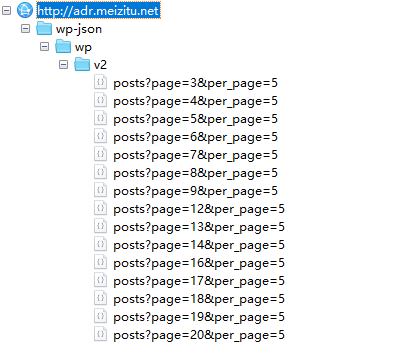 http://adr.meizitu.net
wp-json
wp
v2
posts?page=3&per_page=5
posts?page=4&per_page=5
posts?page=5&per_page=5
posts?page=6&per_page=5
posts?page=7&per_page=5
posts?page=8&per_page=5
posts?page=9&per_page=5
posts?page=12&per_page=5
posts?page=13&per_page=5
posts?page=14&per_page=5
posts?page=16&per_page=5
posts?page=17&per_page=5
posts?page=18&per_page=5
posts?page=19&per_page=5
posts?page=20&per_page=5